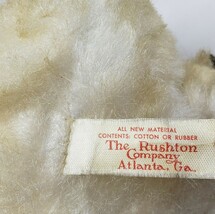 ALL NEW MATERIAL
CONTENTS: COTTON OR RUBBER
The Rushton
Company
Atlanta, Ga.